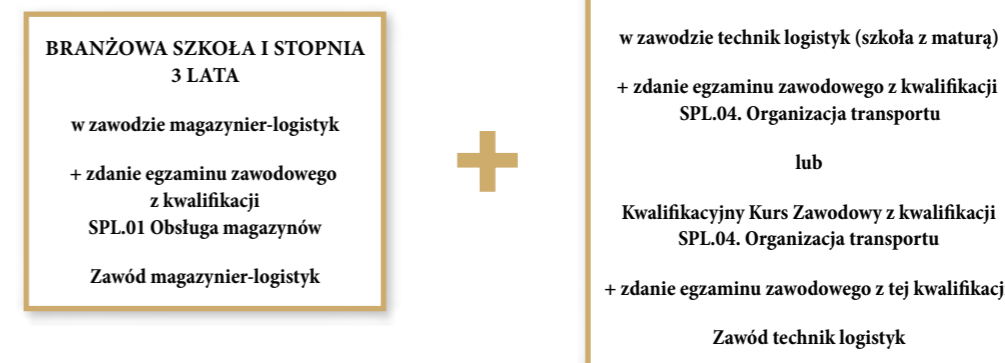 BRANŻOWA SZKOŁA I STOPNIA
3 LATA
w zawodzie magazynier-logistyk
+ zdanie egzaminu zawodowego
z kwalifikacji
SPL.01 Obsługa magazynów
Zawód magazynier-logistyk
+
w zawodzie technik logistyk (szkoła z maturą)
+ zdanie egzaminu zawodowego z kwalifikacji
SPL.04. Organizacja transportu
lub
Kwalifikacyjny Kurs Zawodowy z kwalifikacji
SPL.04. Organizacja transportu
+ zdanie egzaminu zawodowego z tej kwalifikacj
Zawód technik logistyk